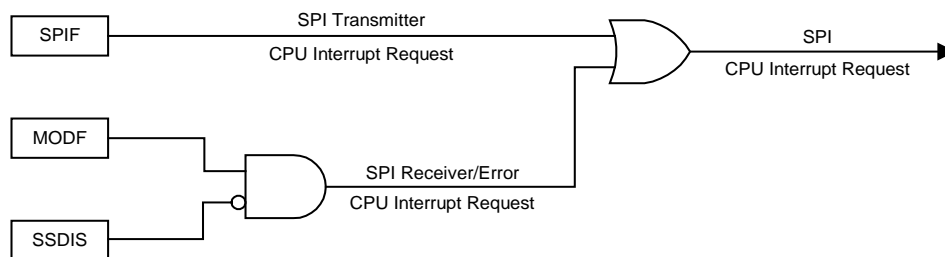 SPIF
SPI Transmitter
CPU Interrupt Request
SPI
CPU Interrupt Request
MODF
SPI Receiver/Error
CPU Interrupt Request
SSDIS